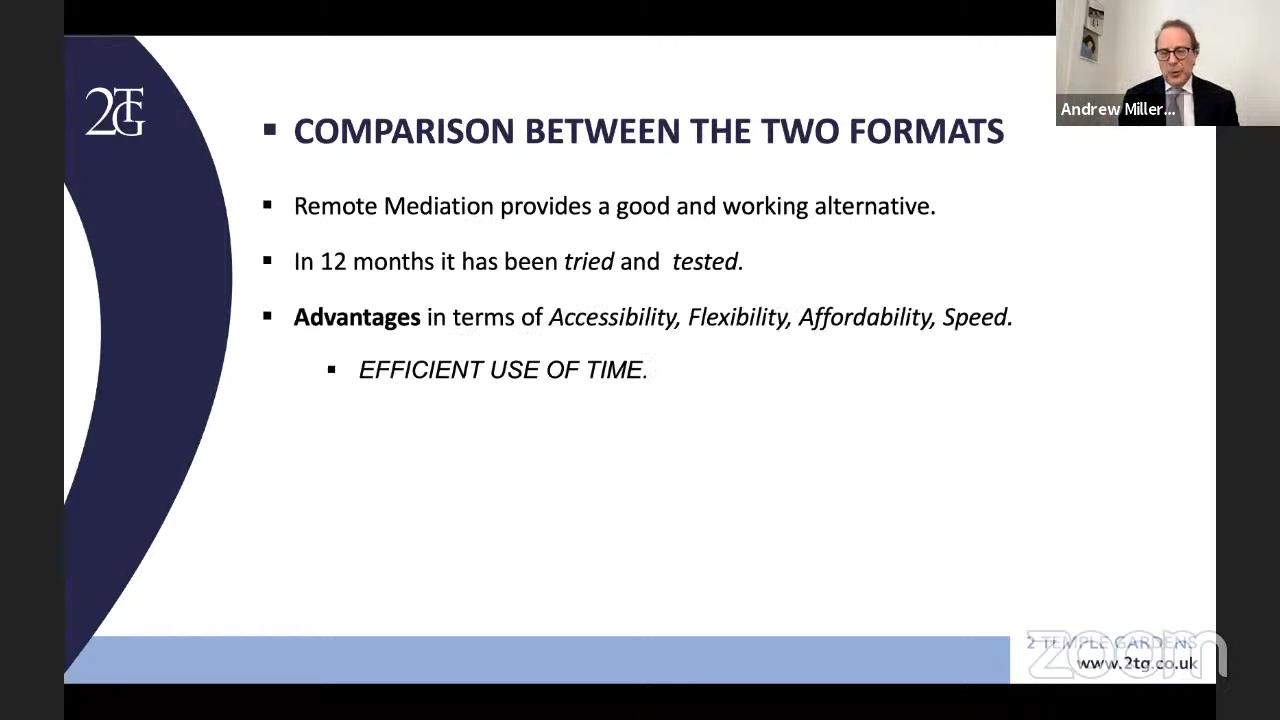 2TG
Andrew Miller...
▪ COMPARISON BETWEEN THE TWO FORMATS
▪ Remote Mediation provides a good and working alternative.
▪ In 12 months it has been tried and tested.
▪ Advantages in terms of Accessibility, Flexibility, Affordability, Speed.
▪ EFFICIENT USE OF TIME.
2 TEMPLE GARDENS
www.2tg.co.uk
zoom